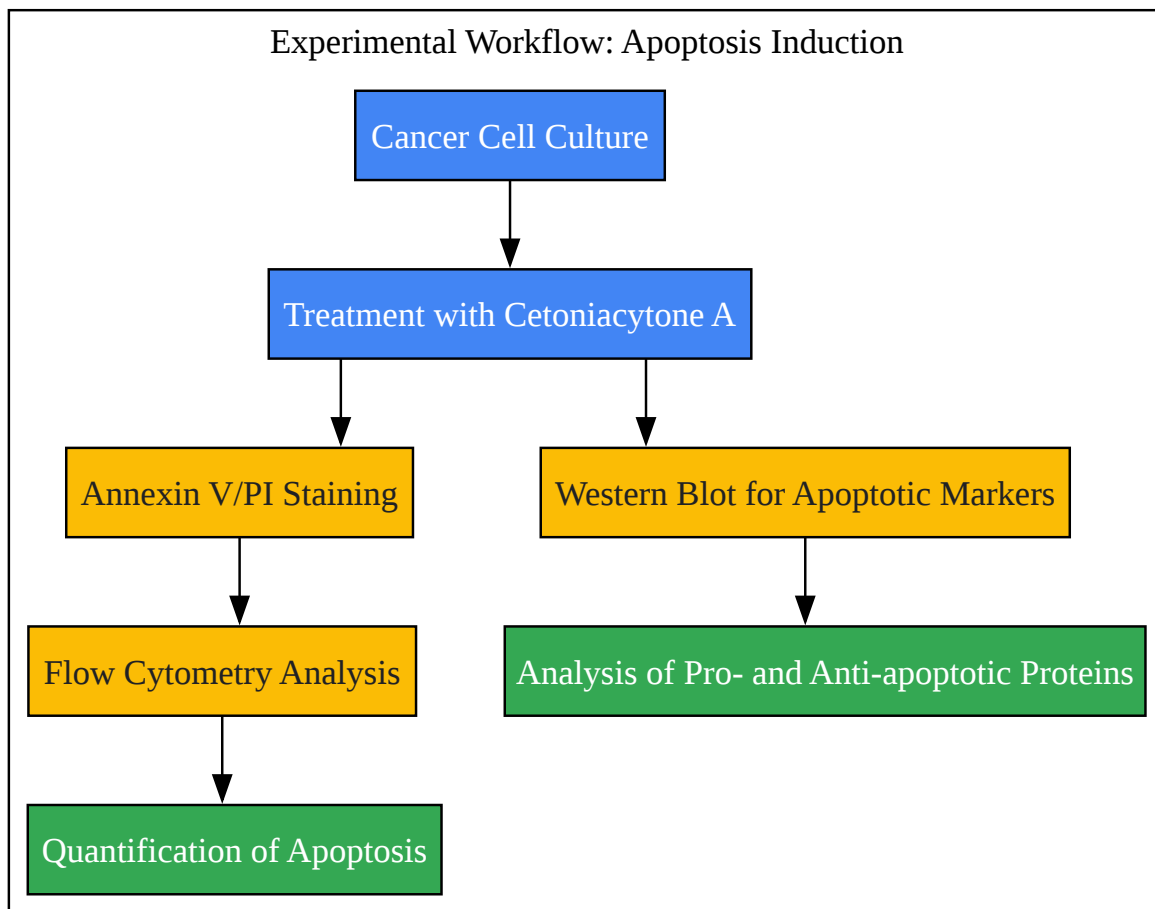 Experimental Workflow: Apoptosis Induction
Cancer Cell Culture
Treatment with Cetoniacytone A
Annexin V/PI Staining
Western Blot for Apoptotic Markers
Flow Cytometry Analysis
Analysis of Pro- and Anti-apoptotic Proteins
Quantification of Apoptosis